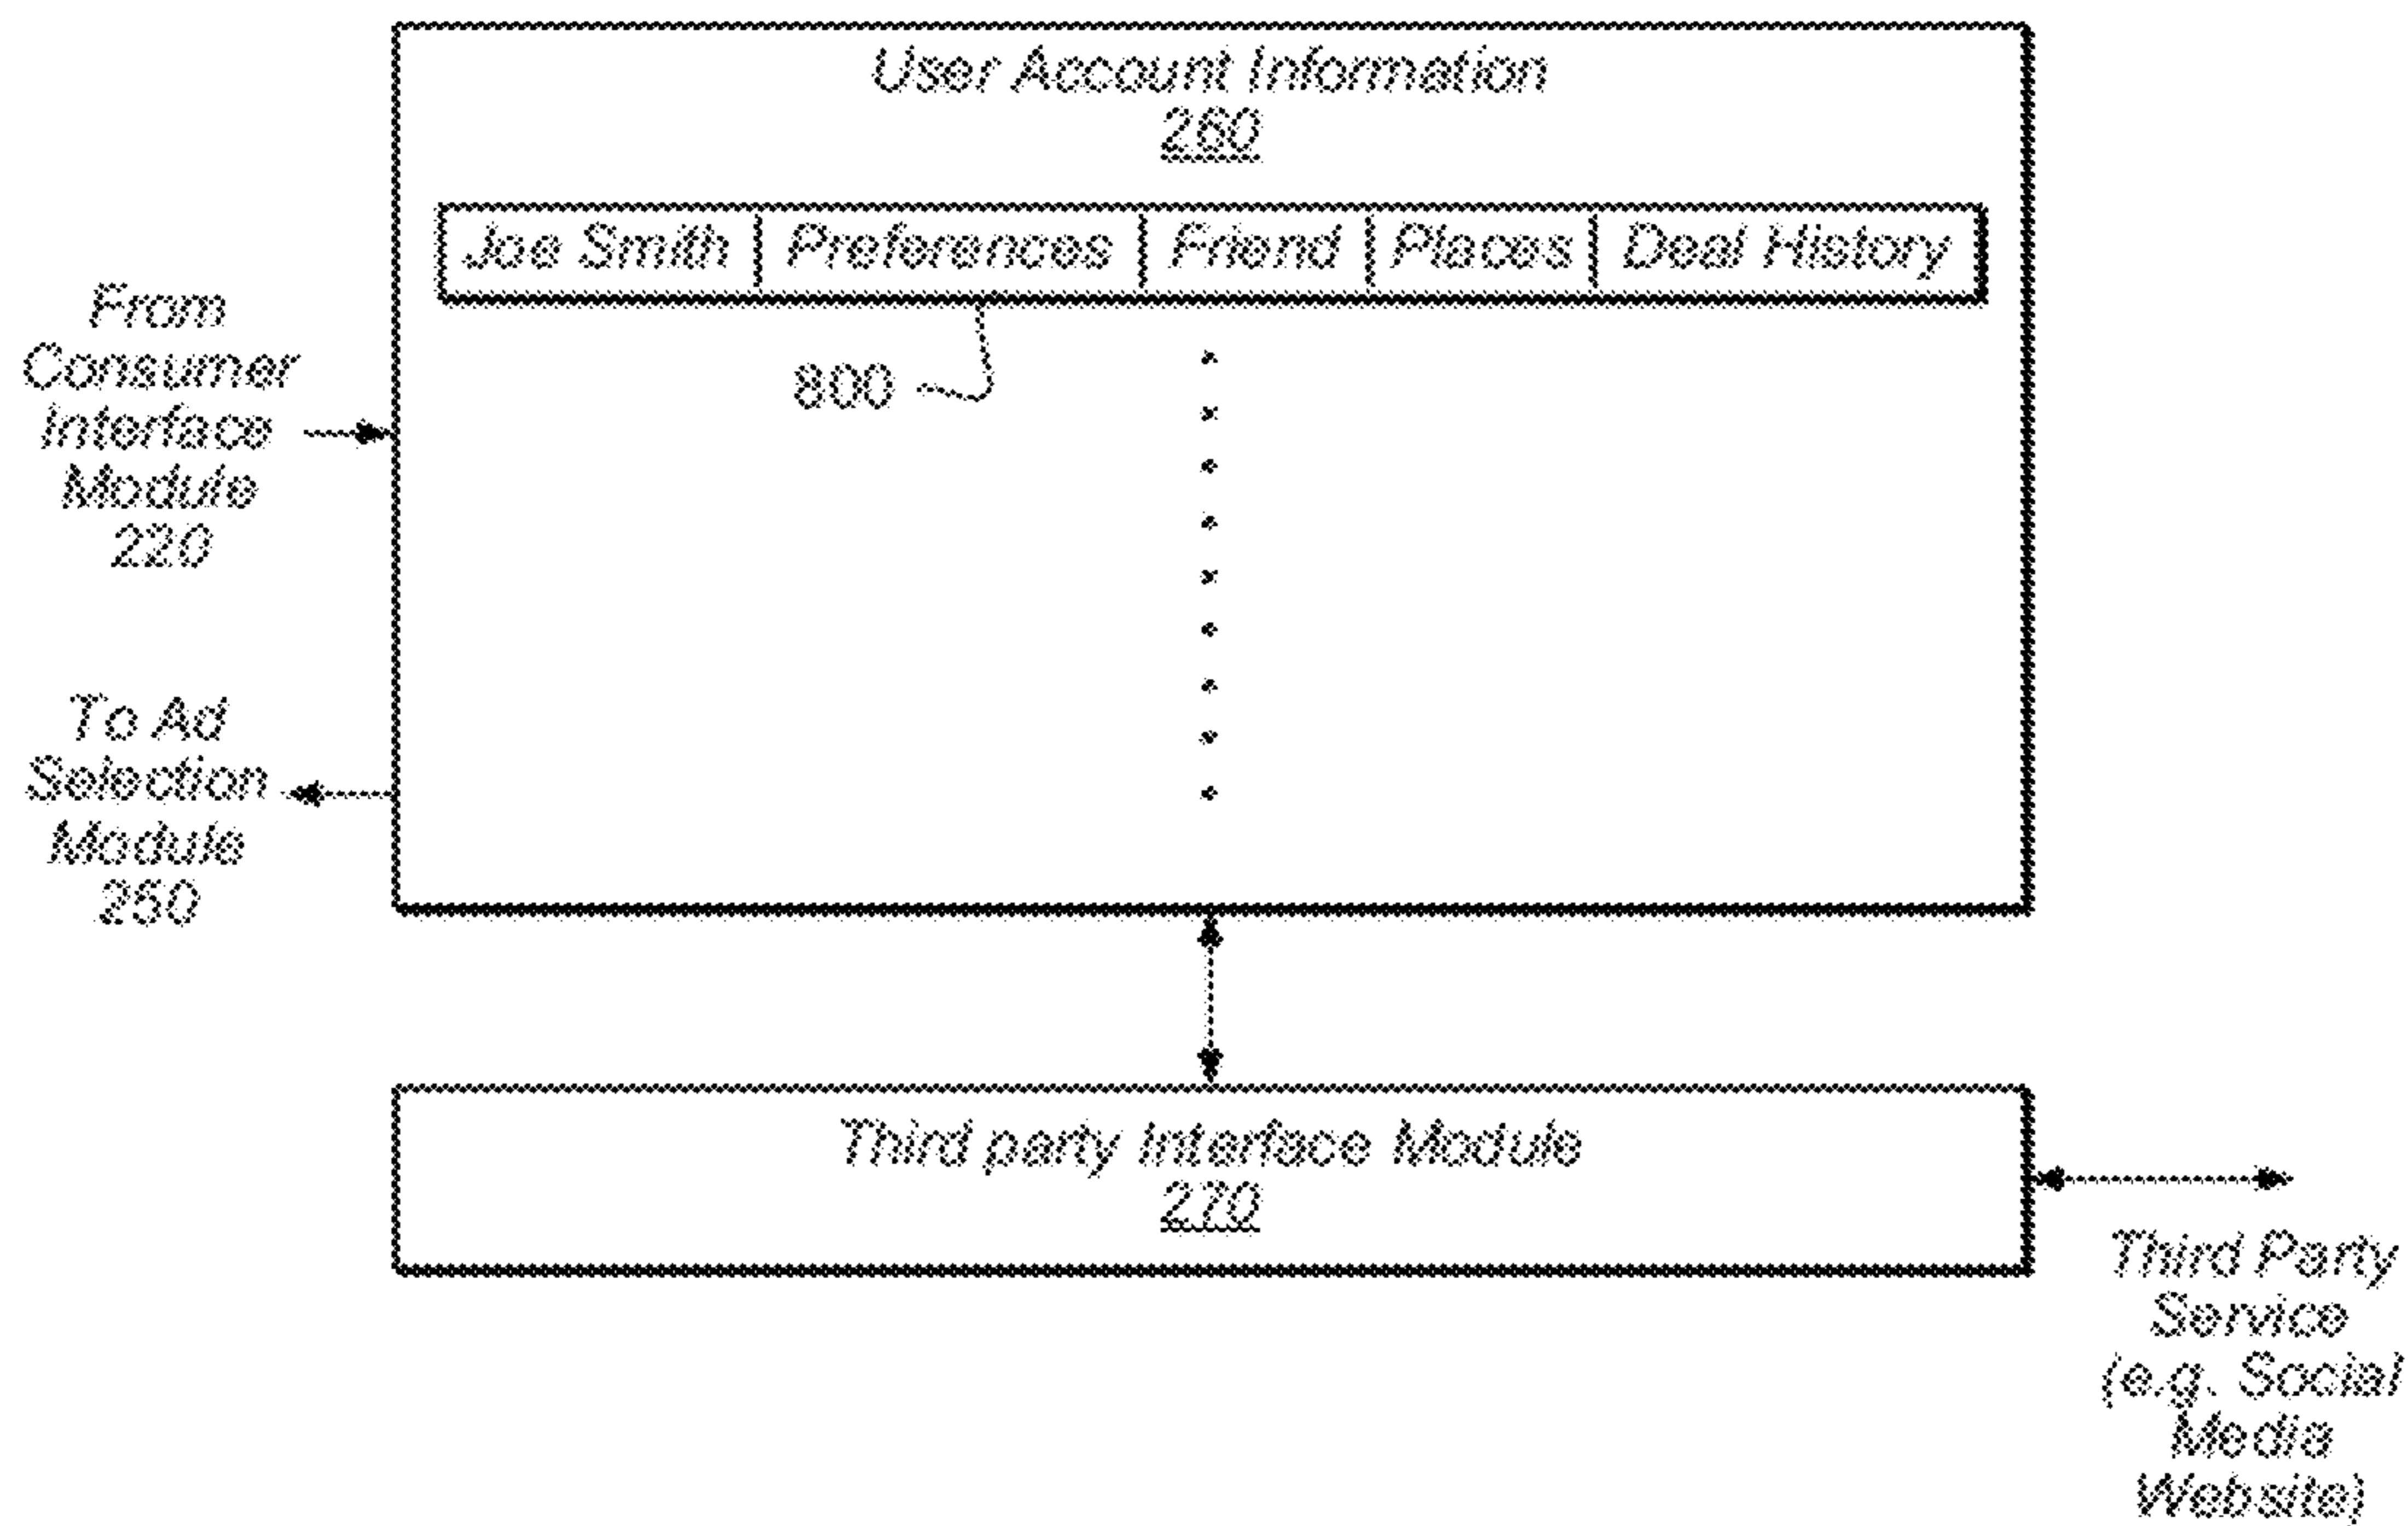 User Account Information
260
Joe Smith Preferences Friend Places Deal History
800
From
Consumer
Interface
Module
220
To Ad
Selection
Module
250
Third party Interface Module
270
Third Party
Service
(e.g. Social
Media
Website)